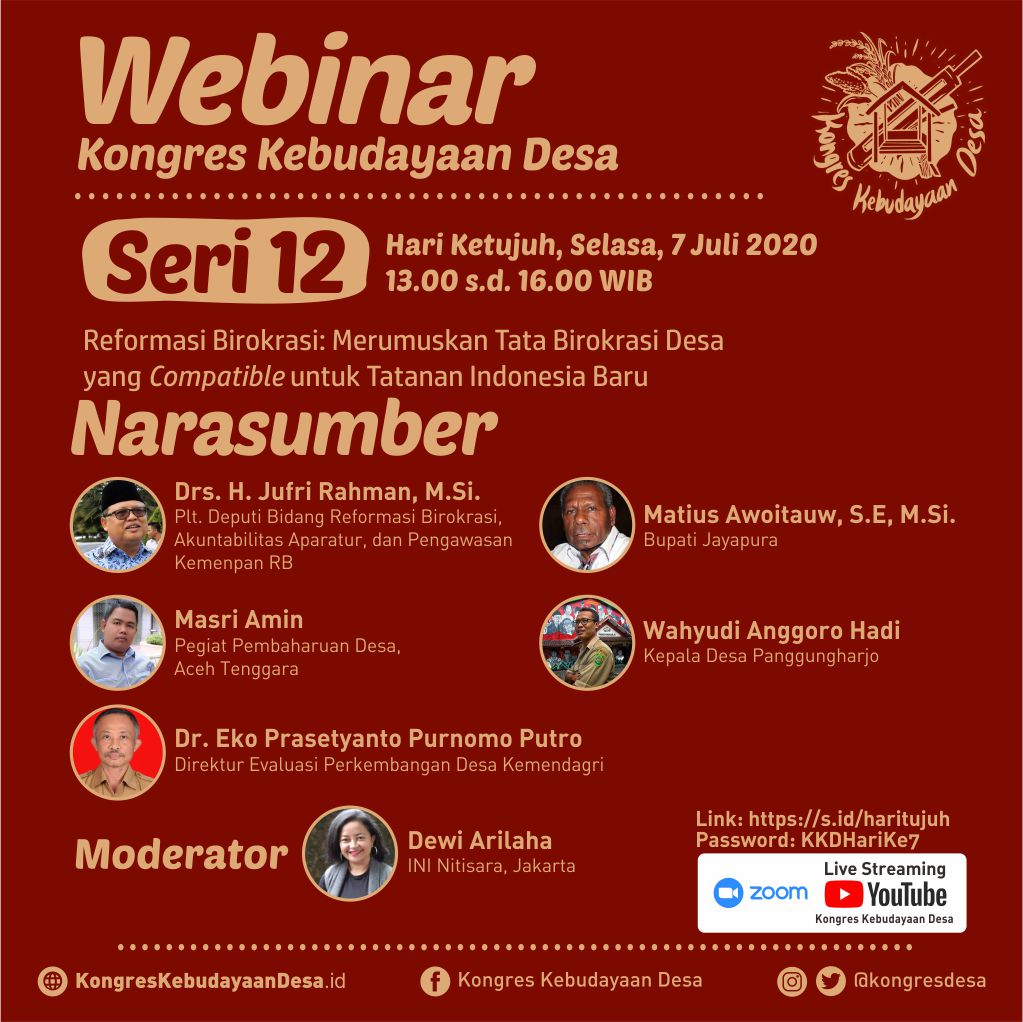 Webinar
Kongres Kebudayaan Desa
Kongres Kebudayaan Desa
Seri 12
Hari Ketujuh, Selasa, 7 Juli 2020
13.00 s.d. 16.00 WIB
Reformasi Birokrasi: Merumuskan Tata Birokrasi Desa
yang Compatible untuk Tatanan Indonesia Baru
Narasumber
Drs. H. Jufri Rahman, M.Si.
Plt. Deputi Bidang Reformasi Birokrasi,
Akuntabilitas Aparatur, dan Pengawasan
Kemenpan RB
Matius Awoitauw, S.E, M.Si.
Bupati Jayapura
Masri Amin
Pegiat Pembaharuan Desa,
Aceh Tenggara
Wahyudi Anggoro Hadi
Kepala Desa Panggungharjo
Dr. Eko Prasetyanto Purnomo Putro
Direktur Evaluasi Perkembangan Desa Kemendagri
Moderator
Dewi Arilaha
INI Nitisara, Jakarta
Link: https://s.id/haritujuh
Password: KKDHariKe7
zoom
Live Streaming
YouTube
Kongres Kebudayaan Desa
KongresKebudayaanDesa.id
Kongres Kebudayaan Desa
@kongresdesa